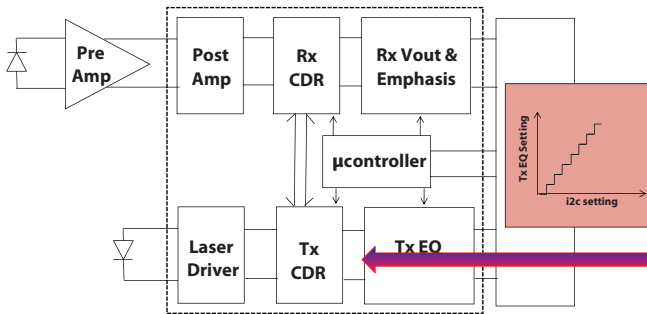 Pre
Amp
Post
Amp
Rx
CDR
Rx Vout &
Emphasis
µcontroller
Tx EQ Setting
i2c setting
Laser
Driver
Tx
CDR
Tx EQ